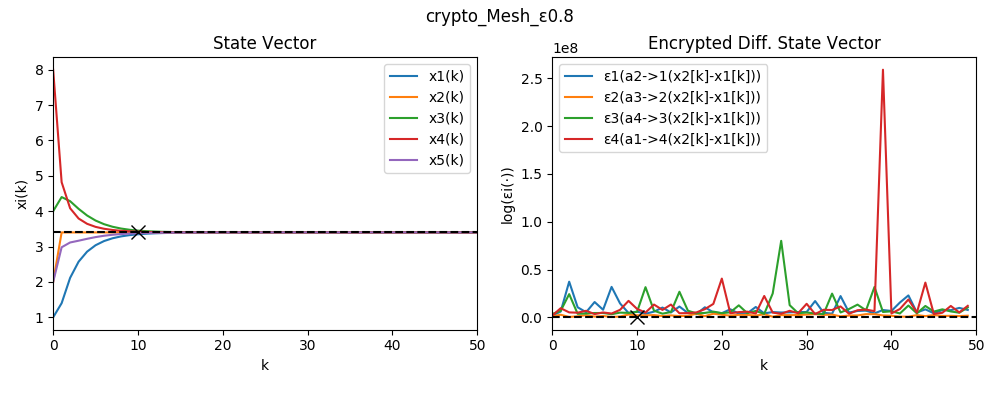 crypto_Mesh_ε0.8
State Vector
xi(k)
8
7
6
5
4
3
2
1
x1(k)
x2(k)
x3(k)
x4(k)
x5(k)
0 10 20 30 40 50
k
Encrypted Diff. State Vector
1e8
log(εi(·))
2.5
2.0
1.5
1.0
0.5
0.0
ε1(a2->1(x2[k]-x1[k]))
ε2(a3->2(x2[k]-x1[k]))
ε3(a4->3(x2[k]-x1[k]))
ε4(a1->4(x2[k]-x1[k]))
0 10 20 30 40 50
k